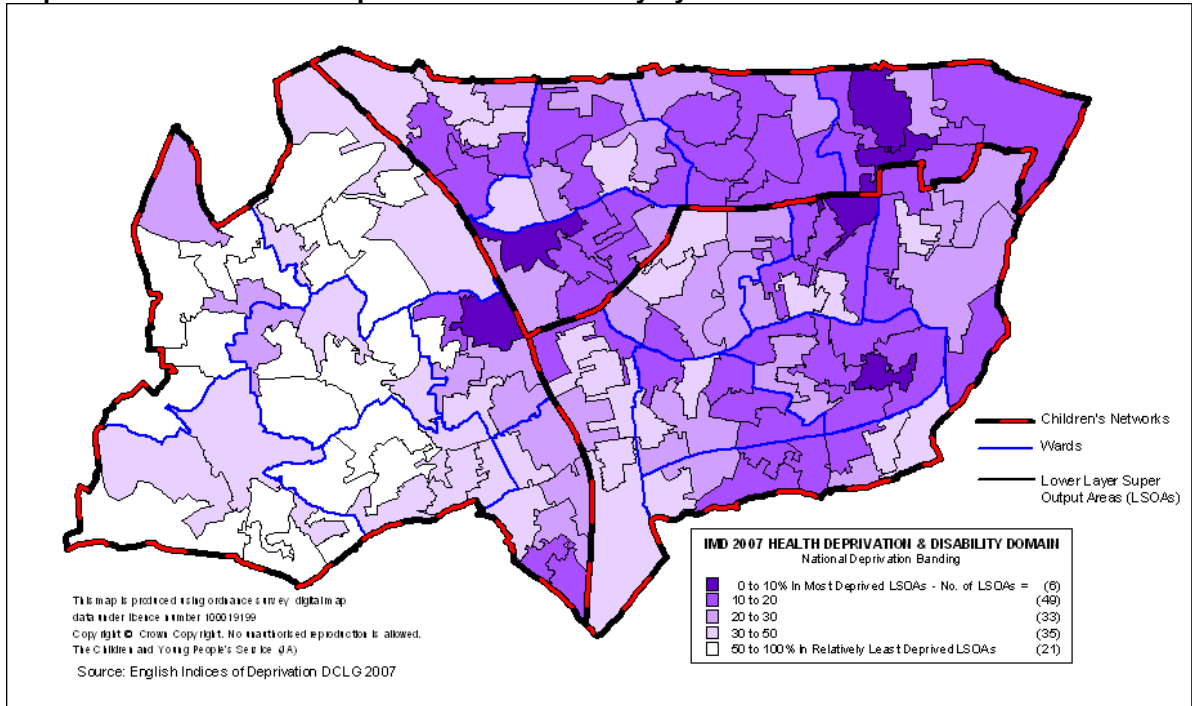 Children's Networks
Wards
Lower Layer Super
Output Areas (LSOAs)
IMD 2007 HEALTH DEPRIVATION & DISABILITY DOMAIN
National Deprivation Banding
0 to 10% In Most Deprived LSOAs - No. of LSOAs = (6)
10 to 20 (49)
20 to 30 (33)
30 to 50 (35)
50 to 100% In Relatively Least Deprived LSOAs (21)
This map is produced using ordnance survey digital map
data under licence number 100019199
Copyright © Crown Copyright. No unauthorised reproduction is allowed.
The Children and Young People's Service (JA)
Source: English Indices of Deprivation DCLG 2007